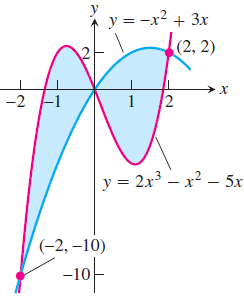 y
y = −x² + 3x
2
(2, 2)
x
−2
−1
1
2
y = 2x³ − x² − 5x
(−2, −10)
−10